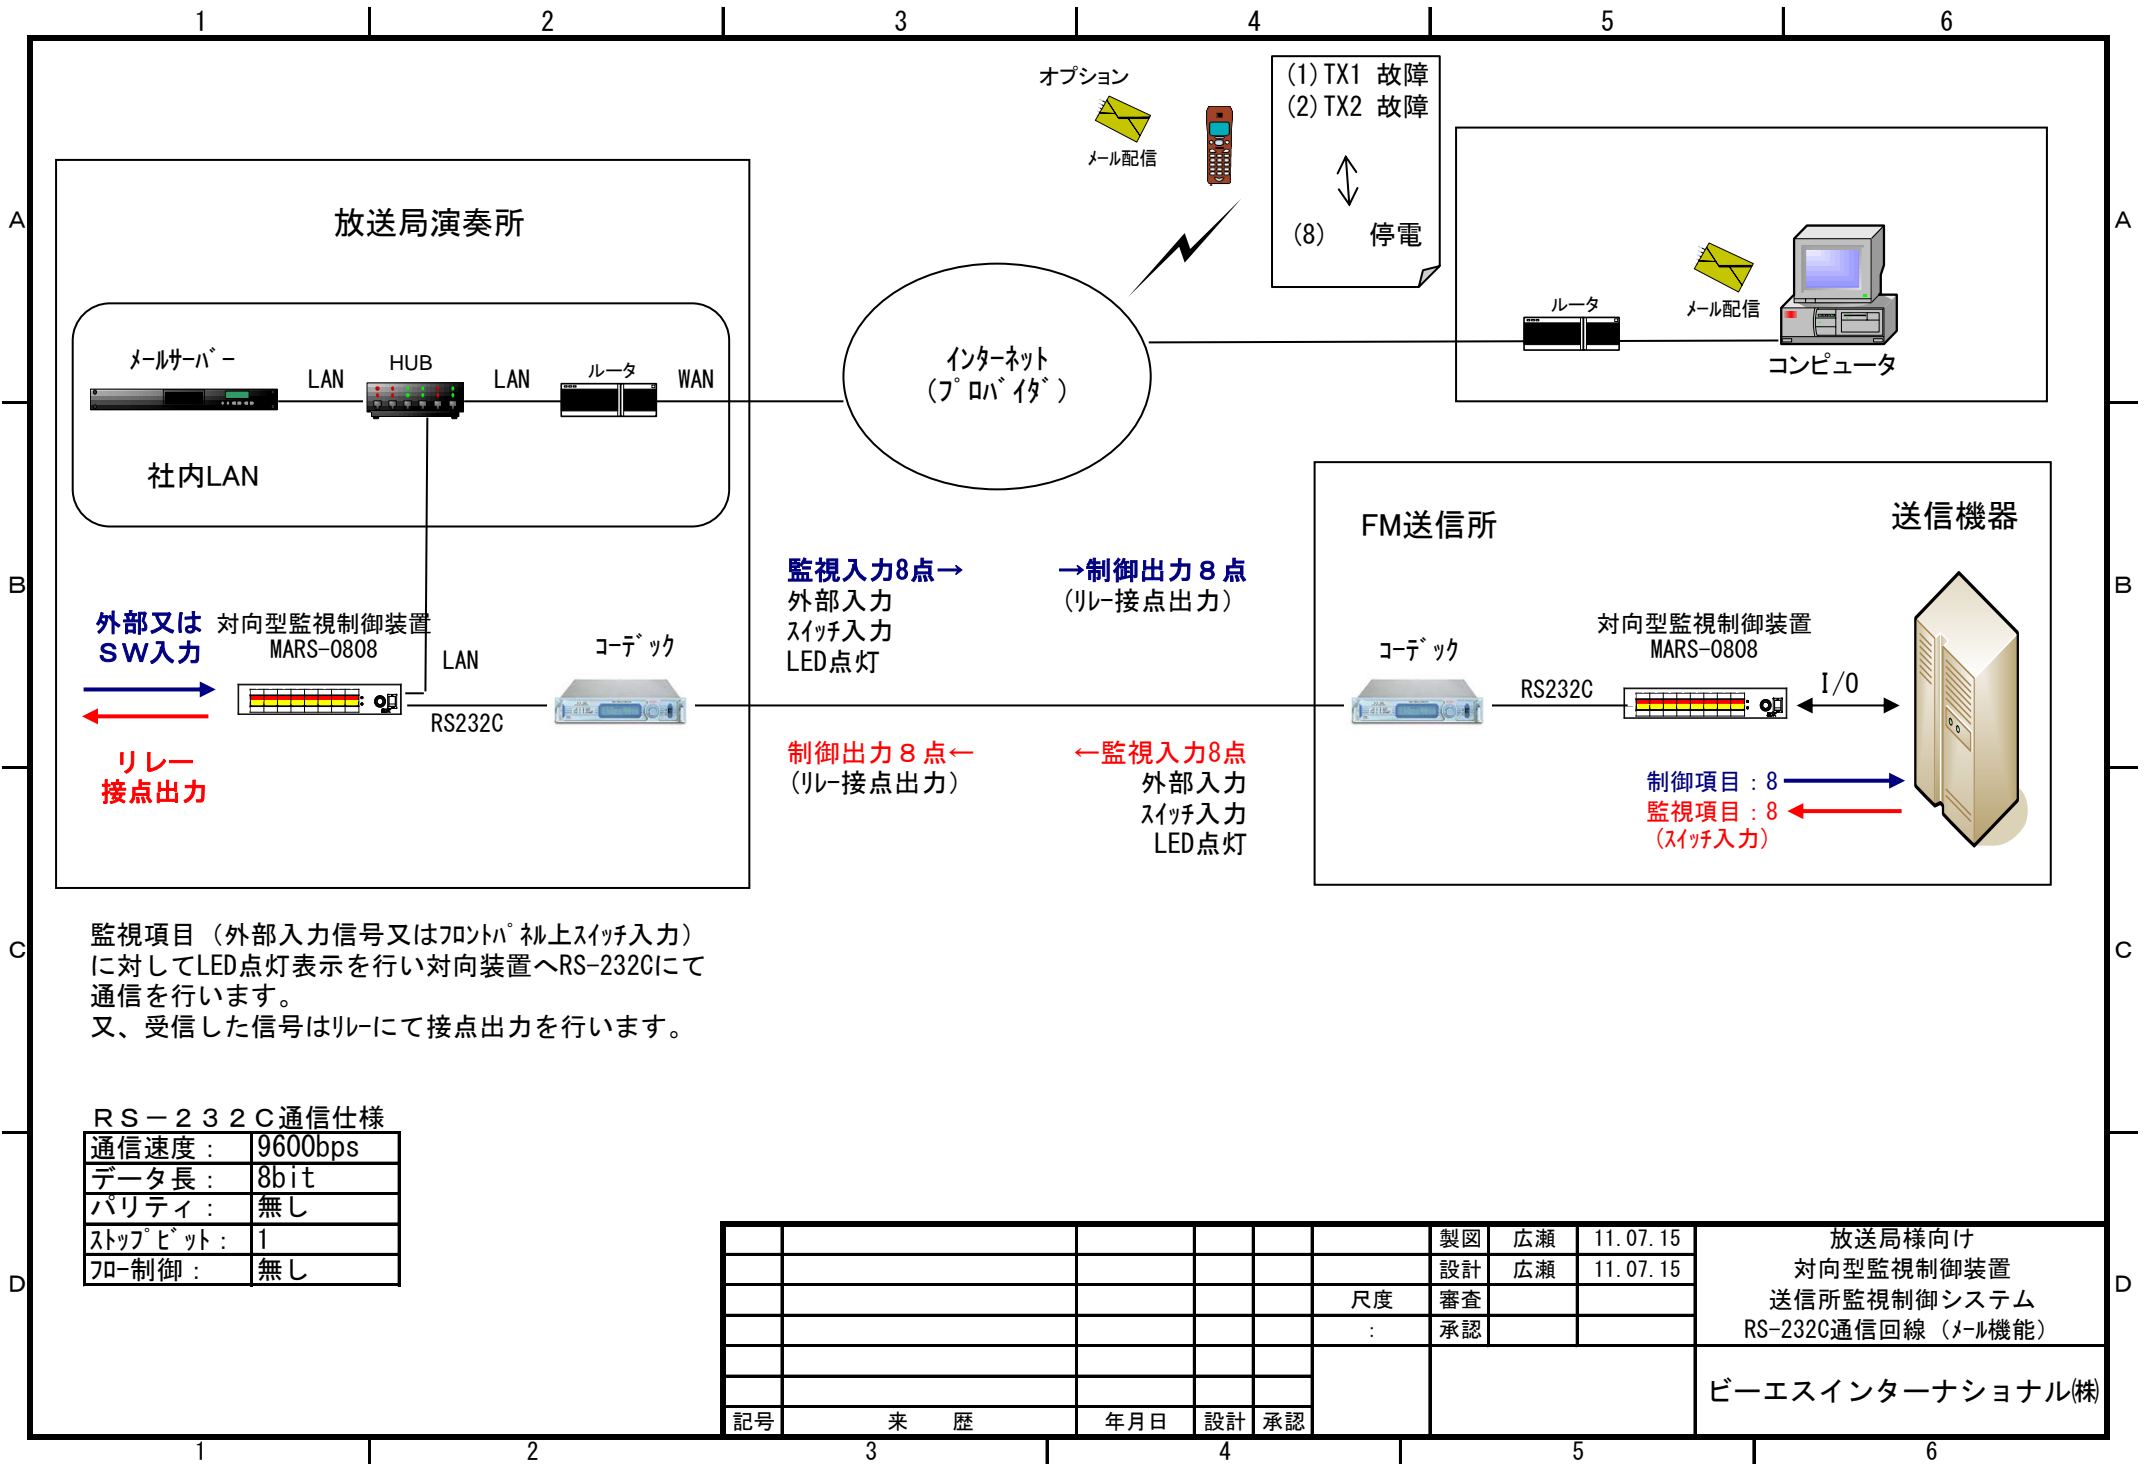 1 2 3 4 5 6
オプション
メール配信
(1)TX1 故障
(2)TX2 故障
(8) 停電
A A
放送局演奏所
メールサーバー
LAN
HUB
LAN
ルータ
WAN
社内LAN
インターネット
(プロバイダ)
ルータ
メール配信
コンピュータ
B B
外部又は
SW入力
対向型監視制御装置
MARS-0808
LAN
RS232C
コーデック
リレー
接点出力
監視入力8点→
外部入力
スイッチ入力
LED点灯
→制御出力8点
(リレー接点出力)
制御出力8点←
(リレー接点出力)
←監視入力8点
外部入力
スイッチ入力
LED点灯
FM送信所
送信機器
コーデック
RS232C
対向型監視制御装置
MARS-0808
I/O
制御項目:8
監視項目:8
(スイッチ入力)
C C
監視項目(外部入力信号又はフロントパネル上スイッチ入力)
に対してLED点灯表示を行い対向装置へRS-232Cにて
通信を行います。
又、受信した信号はリレーにて接点出力を行います。
RS-232C通信仕様
通信速度: 9600bps
データ長: 8bit
パリティ: 無し
ストップビット: 1
フロー制御: 無し
D D
製図 広瀬 11.07.15
設計 広瀬 11.07.15
尺度 審査
: 承認
放送局様向け
対向型監視制御装置
送信所監視制御システム
RS-232C通信回線(メール機能)
ビーエスインターナショナル㈱
記号 来 歴 年月日 設計 承認
1 2 3 4 5 6